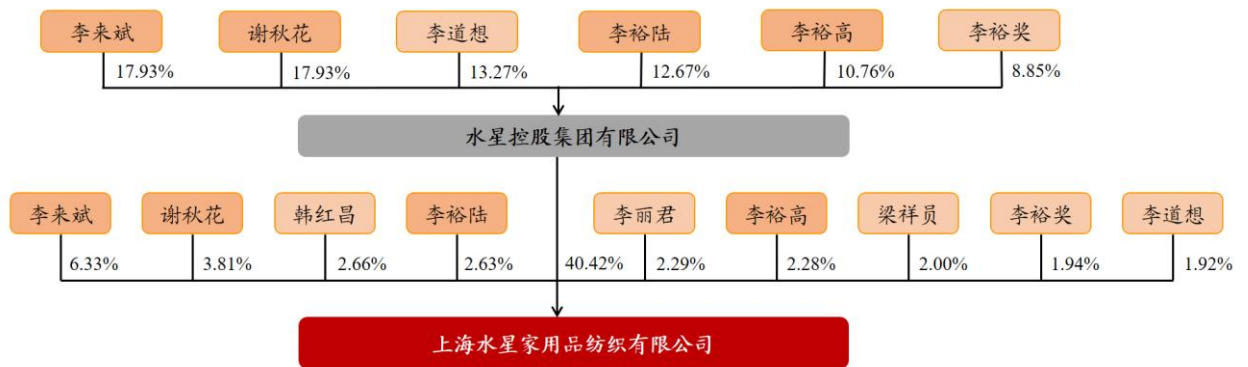 李来斌 谢秋花 李道想 李裕陆 李裕高 李裕奖
17.93% 17.93% 13.27% 12.67% 10.76% 8.85%
水星控股集团有限公司
李来斌 谢秋花 韩红昌 李裕陆 李丽君 李裕高 梁祥员 李裕奖 李道想
6.33% 3.81% 2.66% 2.63% 40.42% 2.29% 2.28% 2.00% 1.94% 1.92%
上海水星家用品纺织有限公司